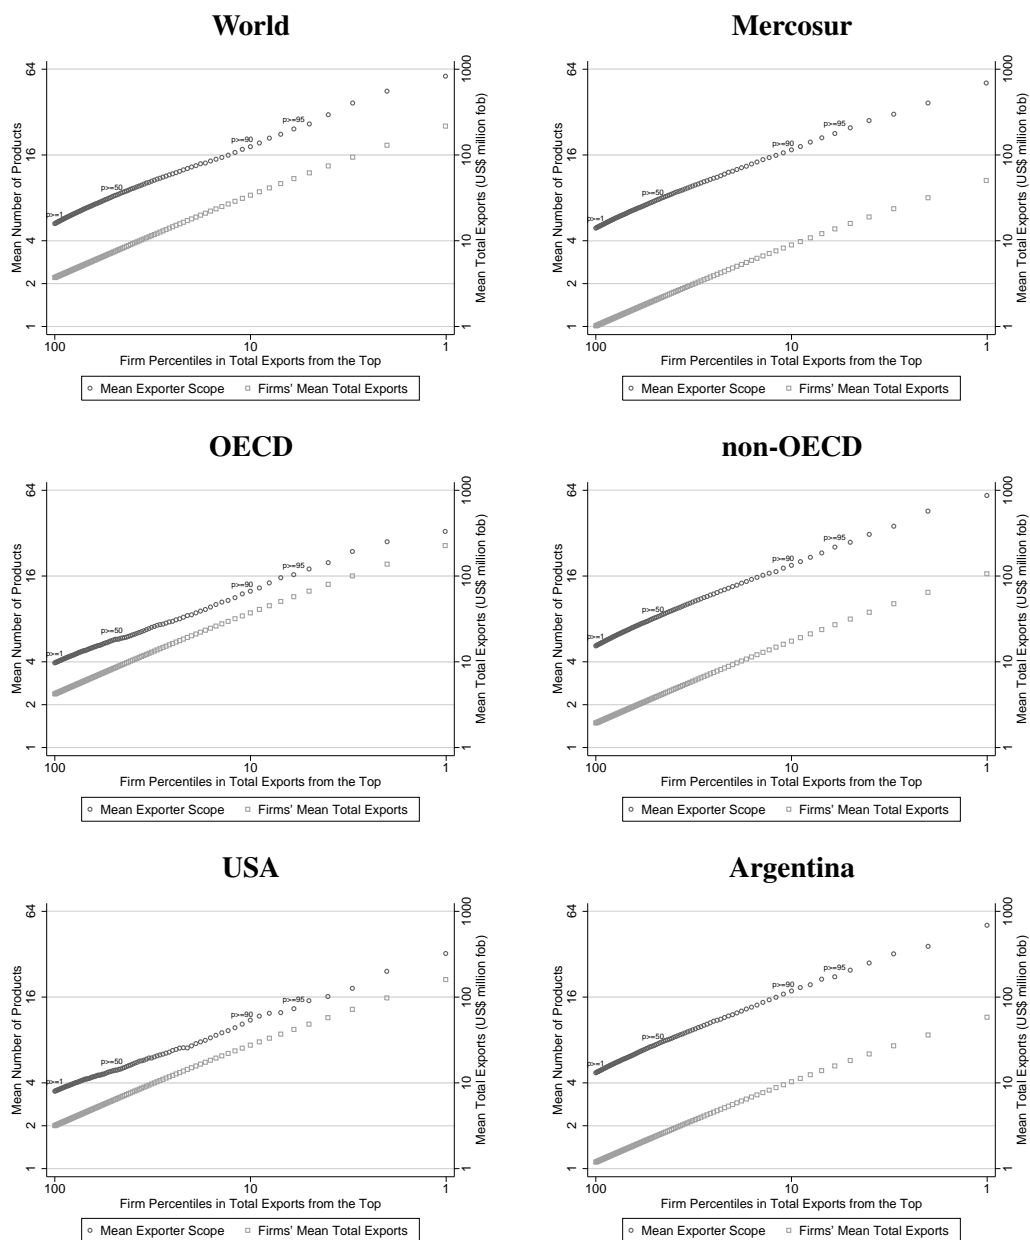 World
Mean Number of Products
64
16
4
2
1
p>=1
p>=50
p>=90
p>=95
1000
100
10
1
Mean Total Exports (US$ million fob)
100
10
1
Firm Percentiles in Total Exports from the Top
Mean Exporter Scope
Firms' Mean Total Exports
Mercosur
Mean Number of Products
64
16
4
2
1
p>=1
p>=50
p>=90
p>=95
1000
100
10
1
Mean Total Exports (US$ million fob)
100
10
1
Firm Percentiles in Total Exports from the Top
Mean Exporter Scope
Firms' Mean Total Exports
OECD
Mean Number of Products
64
16
4
2
1
p>=1
p>=50
p>=90
p>=95
1000
100
10
1
Mean Total Exports (US$ million fob)
100
10
1
Firm Percentiles in Total Exports from the Top
Mean Exporter Scope
Firms' Mean Total Exports
non-OECD
Mean Number of Products
64
16
4
2
1
p>=1
p>=50
p>=90
p>=95
1000
100
10
1
Mean Total Exports (US$ million fob)
100
10
1
Firm Percentiles in Total Exports from the Top
Mean Exporter Scope
Firms' Mean Total Exports
USA
Mean Number of Products
64
16
4
2
1
p>=1
p>=50
p>=90
p>=95
1000
100
10
1
Mean Total Exports (US$ million fob)
100
10
1
Firm Percentiles in Total Exports from the Top
Mean Exporter Scope
Firms' Mean Total Exports
Argentina
Mean Number of Products
64
16
4
2
1
p>=1
p>=50
p>=90
p>=95
1000
100
10
1
Mean Total Exports (US$ million fob)
100
10
1
Firm Percentiles in Total Exports from the Top
Mean Exporter Scope
Firms' Mean Total Exports